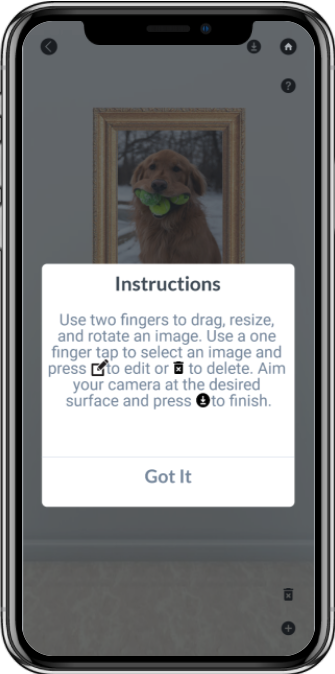 Instructions
Use two fingers to drag, resize,
and rotate an image. Use a one
finger tap to select an image and
press to edit or to delete. Aim
your camera at the desired
surface and press to finish.
Got It